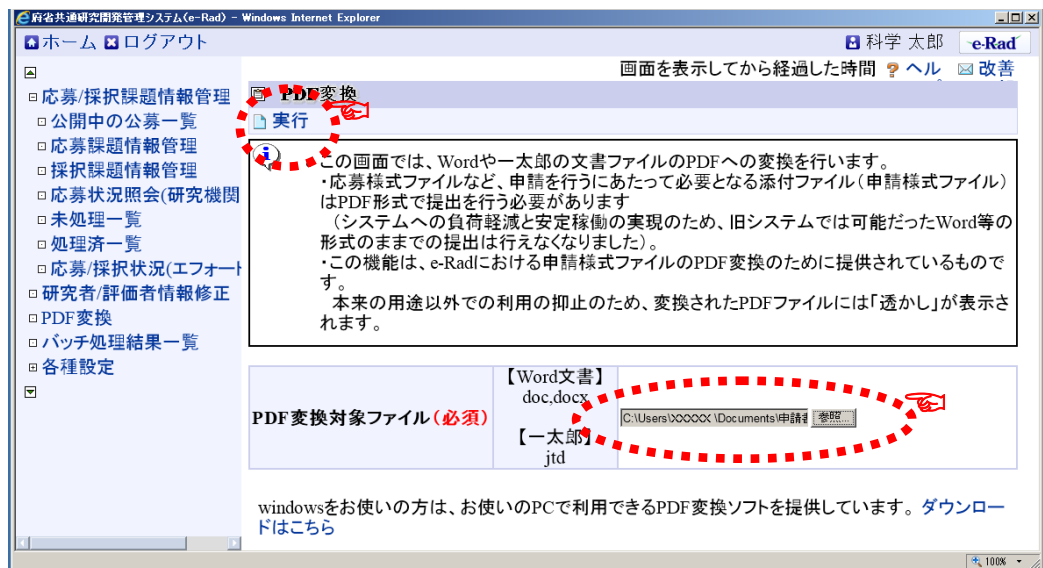 府省共通研究開発管理システム(e-Rad) - Windows Internet Explorer
ホーム ログアウト
科学 太郎 e-Rad
画面を表示してから経過した時間 ヘル 改善
応募/採択課題情報管理
公開中の公募一覧
応募課題情報管理
採択課題情報管理
応募状況照会(研究機関
未処理一覧
処理済一覧
応募/採択状況(エフォート
研究者/評価者情報修正
PDF変換
バッチ処理結果一覧
各種設定
PDF変換
実行
この画面では、Wordや一太郎の文書ファイルのPDFへの変換を行います。
・応募様式ファイルなど、申請を行うにあたって必要となる添付ファイル(申請様式ファイル)
はPDF形式で提出を行う必要があります
(システムへの負荷軽減と安定稼働の実現のため、旧システムでは可能だったWord等の
形式のままでの提出は行えなくなりました)。
・この機能は、e-Radにおける申請様式ファイルのPDF変換のために提供されているもので
す。
本来の用途以外での利用の抑止のため、変換されたPDFファイルには「透かし」が表示さ
れます。
PDF変換対象ファイル(必須)
【Word文書】
doc,docx
【一太郎】
jtd
C:\Users\XXXXXX\Documents\申請書 参照...
windowsをお使いの方は、お使いのPCで利用できるPDF変換ソフトを提供しています。ダウンロー
ドはこちら
100%